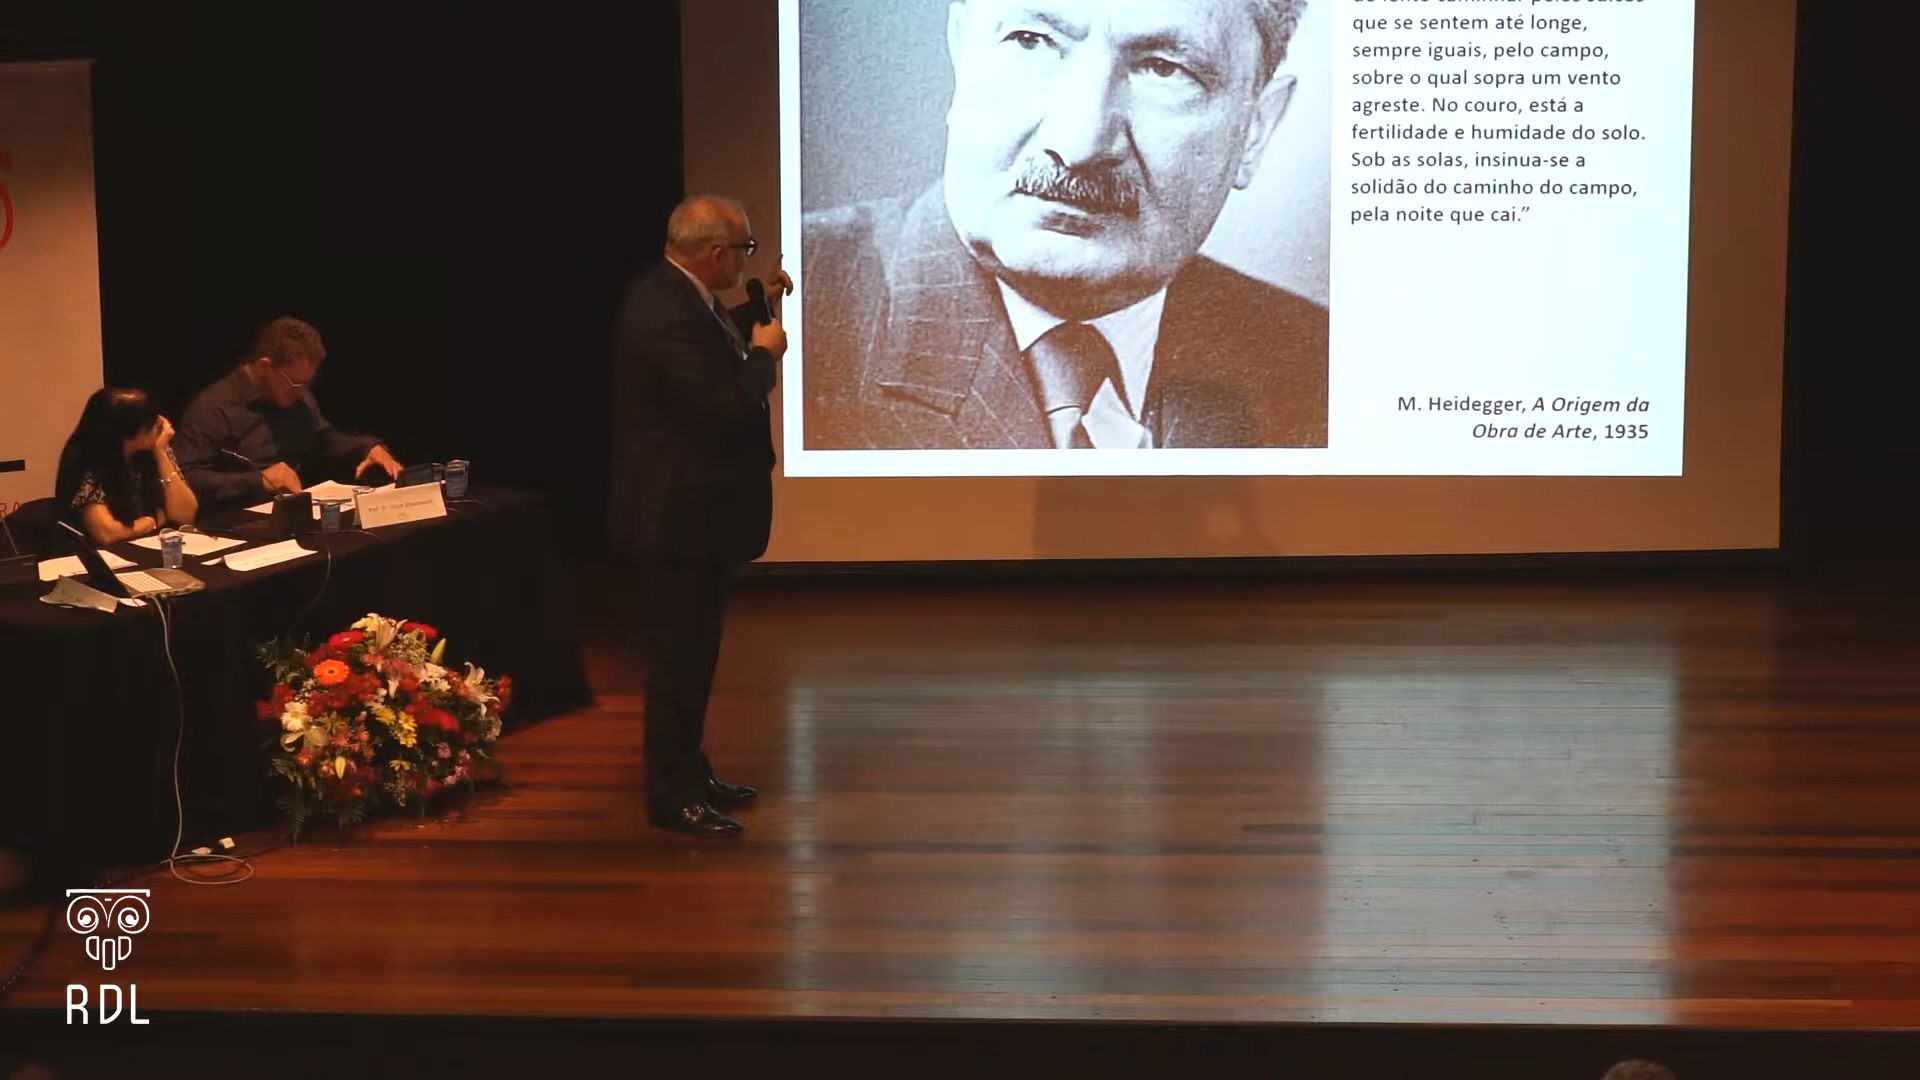 que se sentem até longe,
sempre iguais, pelo campo,
sobre o qual sopra um vento
agreste. No couro, está a
fertilidade e humidade do solo.
Sob as solas, insinua-se a
solidão do caminho do campo,
pela noite que cai.”
M. Heidegger, A Origem da
Obra de Arte, 1935
RDL